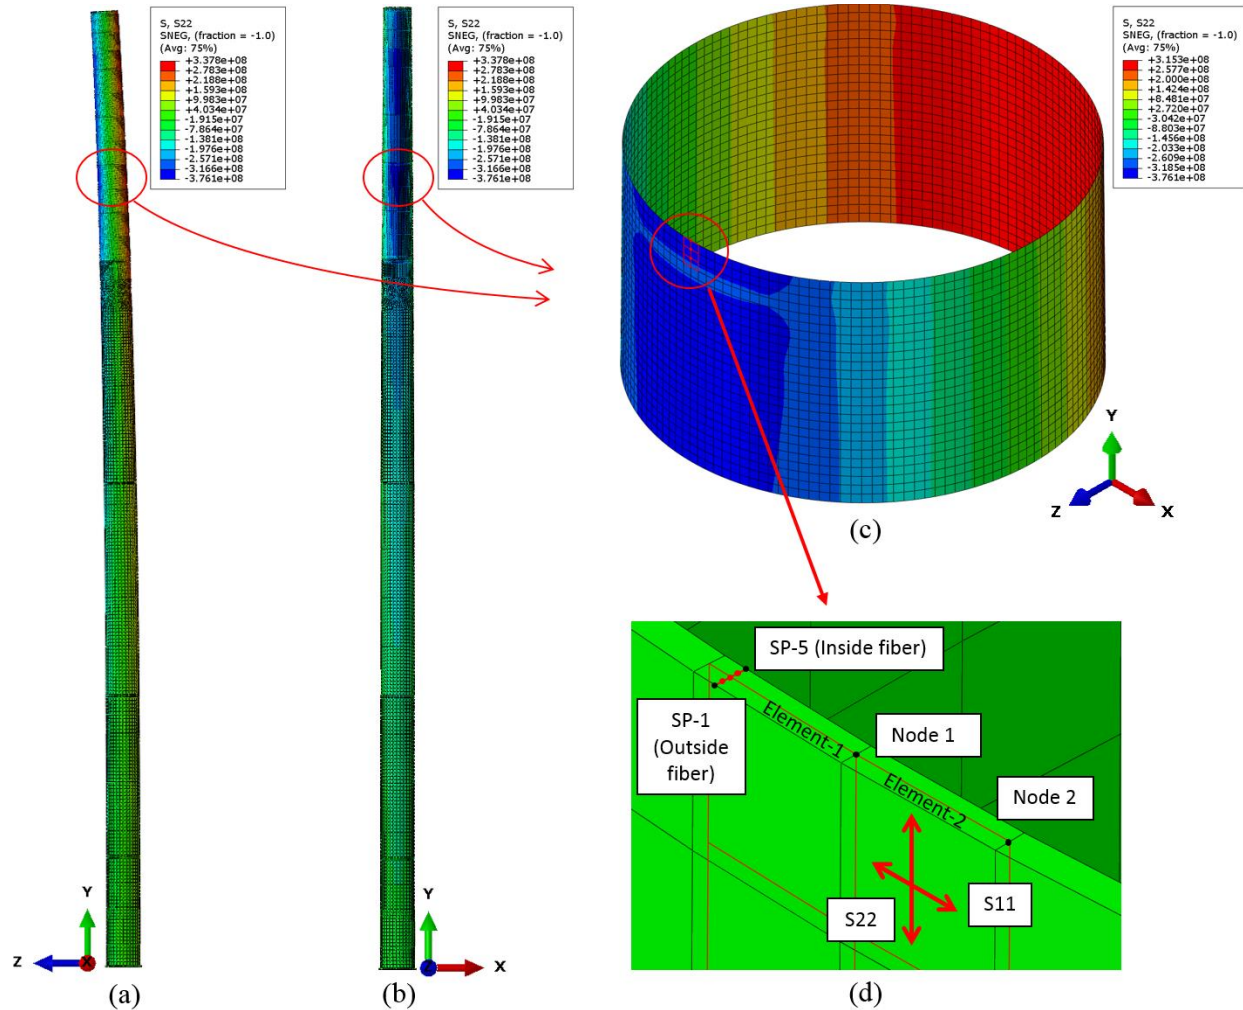 S, S22
SNEG, (fraction = -1.0)
(Avg: 75%)
+3.378e+08
+2.783e+08
+2.188e+08
+1.593e+08
+9.983e+07
+4.034e+07
-1.915e+07
-7.864e+07
-1.381e+08
-1.976e+08
-2.571e+08
-3.166e+08
-3.761e+08
Y
Z
X
(a)
S, S22
SNEG, (fraction = -1.0)
(Avg: 75%)
+3.378e+08
+2.783e+08
+2.188e+08
+1.593e+08
+9.983e+07
+4.034e+07
-1.915e+07
-7.864e+07
-1.381e+08
-1.976e+08
-2.571e+08
-3.166e+08
-3.761e+08
Y
Z
X
(b)
S, S22
SNEG, (fraction = -1.0)
(Avg: 75%)
+3.153e+08
+2.577e+08
+2.000e+08
+1.424e+08
+8.481e+07
+2.720e+07
-3.042e+07
-8.803e+07
-1.456e+08
-2.033e+08
-2.609e+08
-3.185e+08
-3.761e+08
Y
Z
X
(c)
SP-5 (Inside fiber)
SP-1
(Outside
fiber)
Element-1
Node 1
Element-2
Node 2
S22
S11
(d)